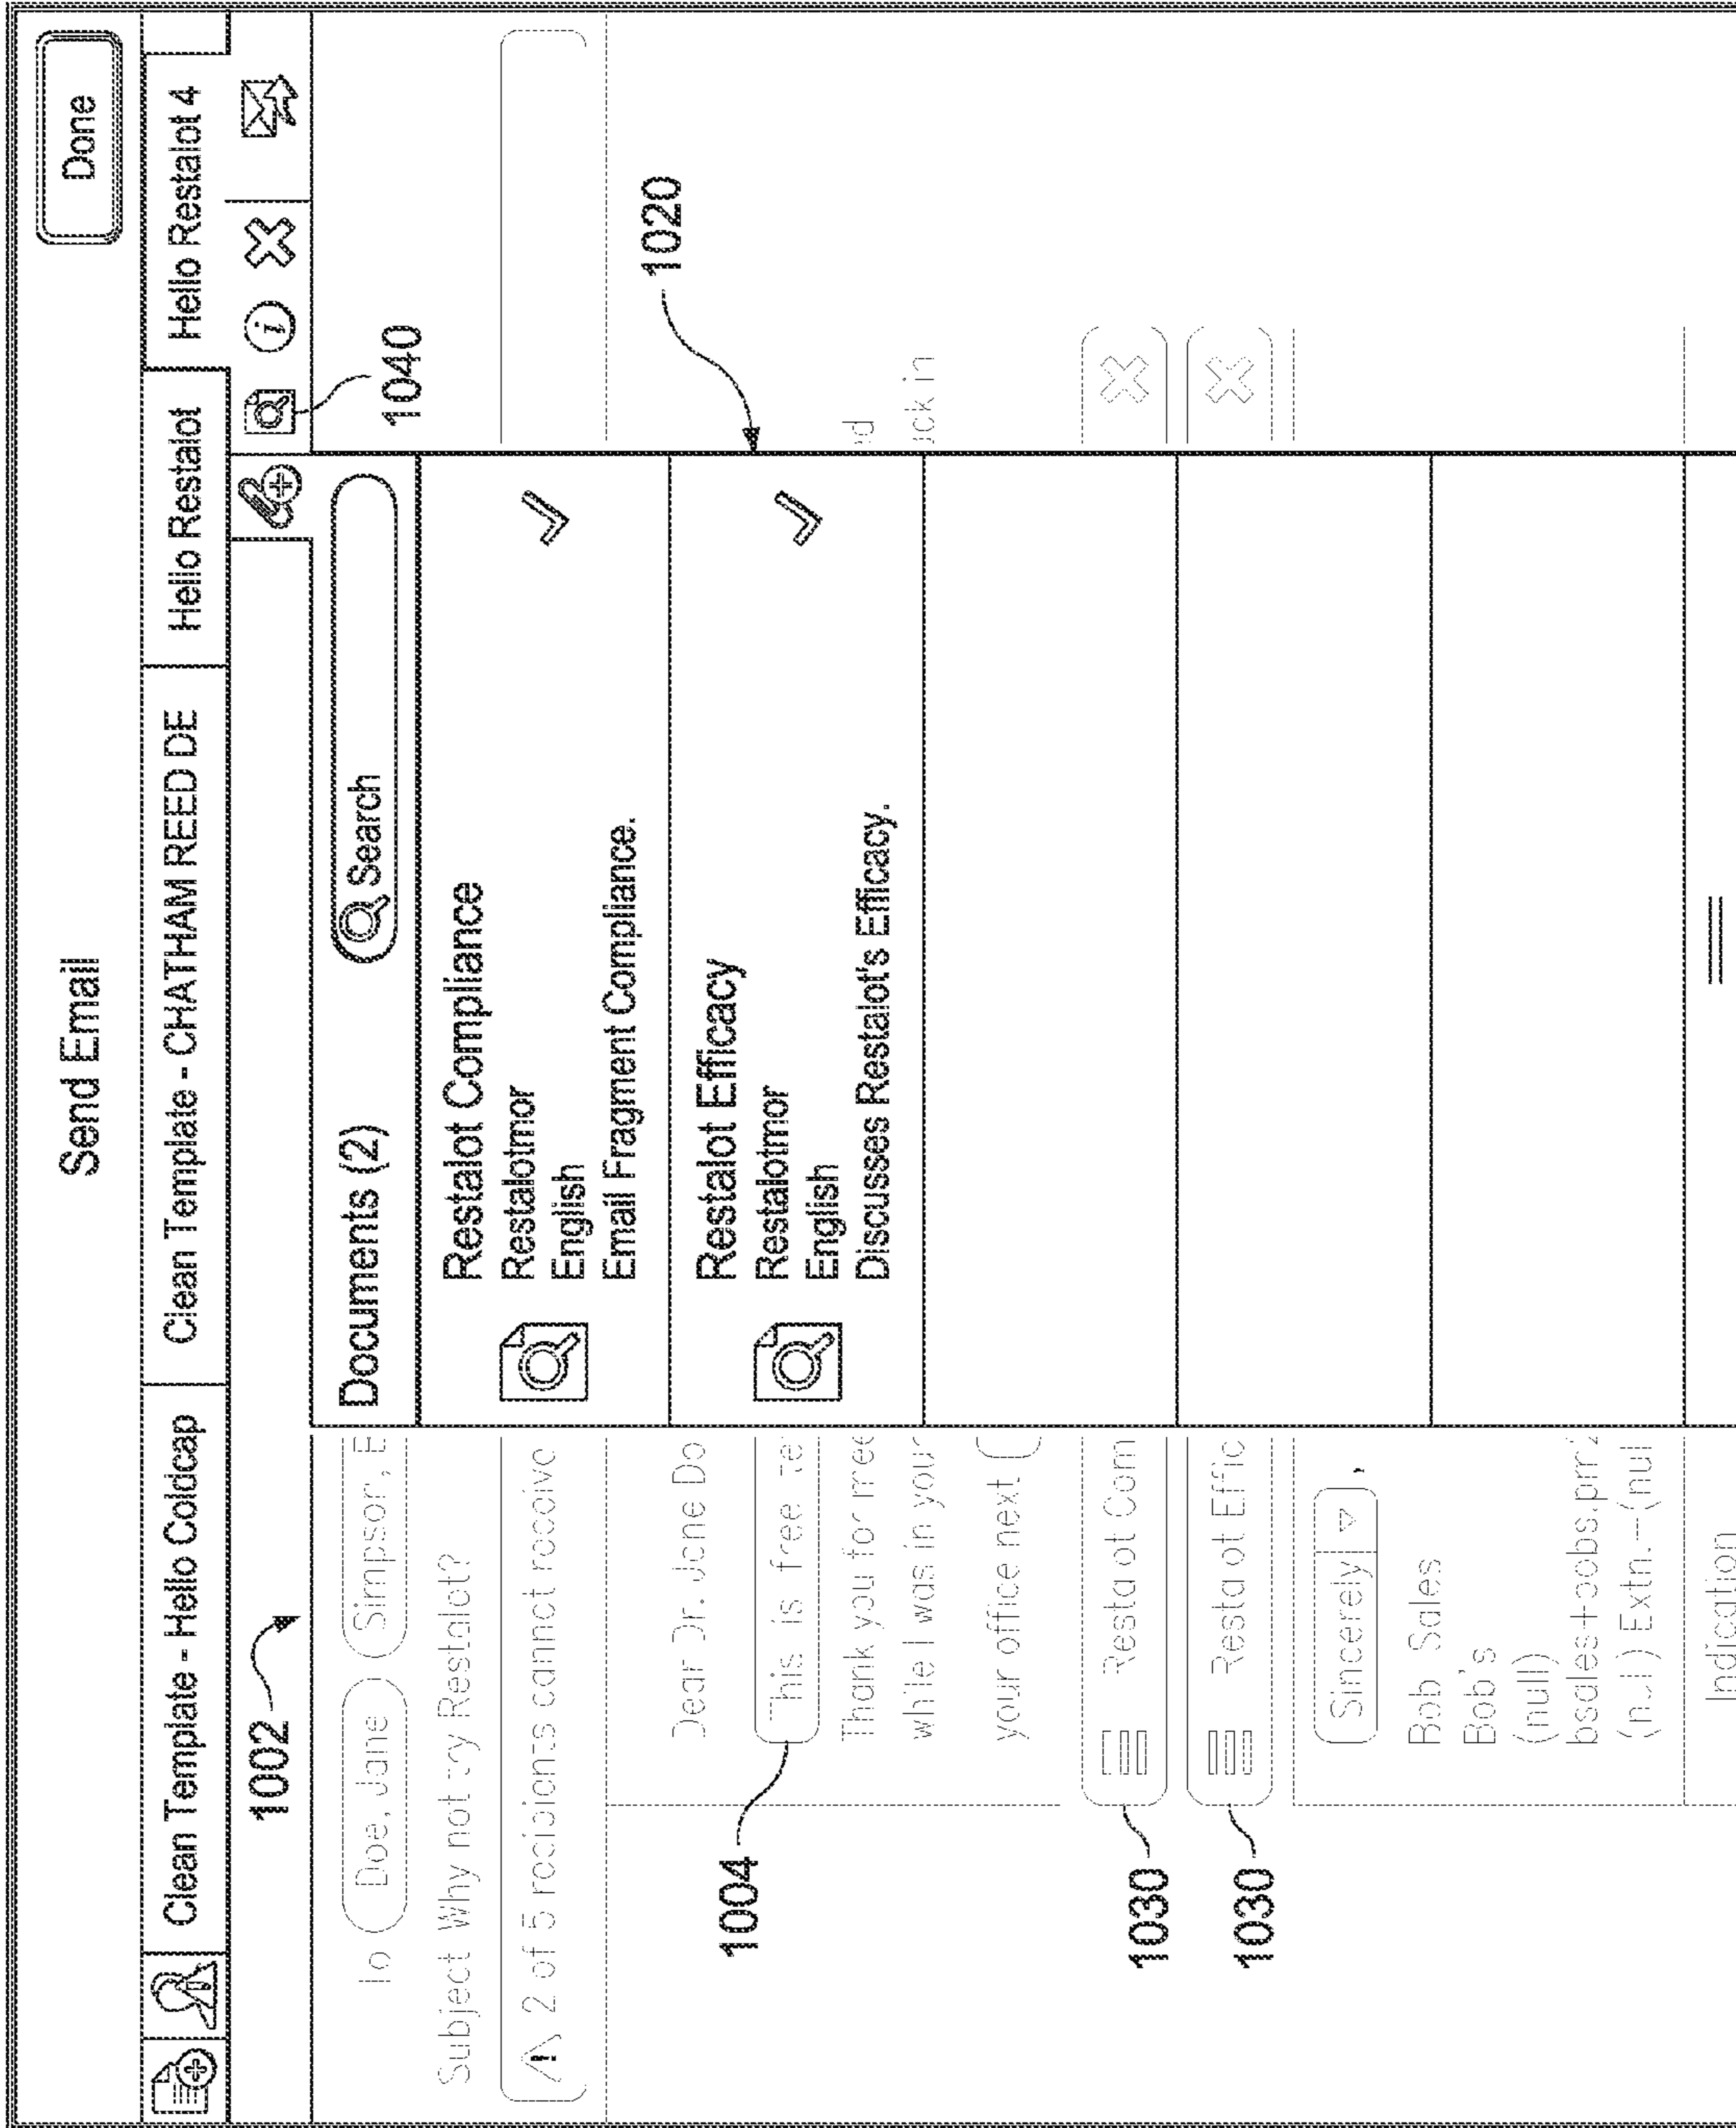 Send Email
Done
Clean Template - Hello Coldcap
Clean Template - CHATHAM REED DE
Hello Restalot
Hello Restalot 4
1002
1040
To Doe, Jane Simpson, E
Subject Why not try Restalot?
2 of 5 recipients cannot receive
Documents (2)
Search
Restalot Compliance
Restalotmor
English
Email Fragment Compliance.
Restalot Efficacy
Restalotmor
English
Discusses Restalot's Efficacy.
1020
1004
Dear Dr. Jane Do
This is free te
Thank you for mee
while I was in your
your office next
uck in
1030
Restalot Com
1030
Restalot Effic
Sincerely ,
Bob Sales
Bob's
(null)
(null) Extn.--(null
Indication